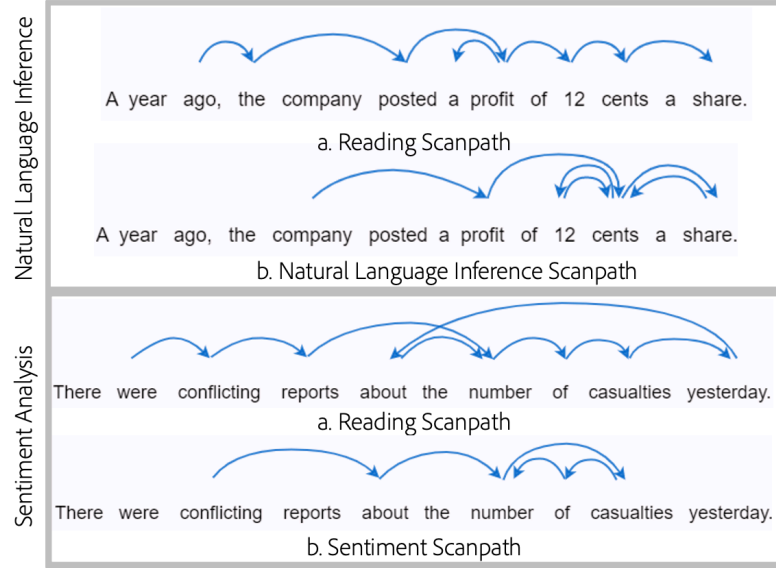 Natural Language Inference
A year ago, the company posted a profit of 12 cents a share.
a. Reading Scanpath
A year ago, the company posted a profit of 12 cents a share.
b. Natural Language Inference Scanpath
Sentiment Analysis
There were conflicting reports about the number of casualties yesterday.
a. Reading Scanpath
There were conflicting reports about the number of casualties yesterday.
b. Sentiment Scanpath